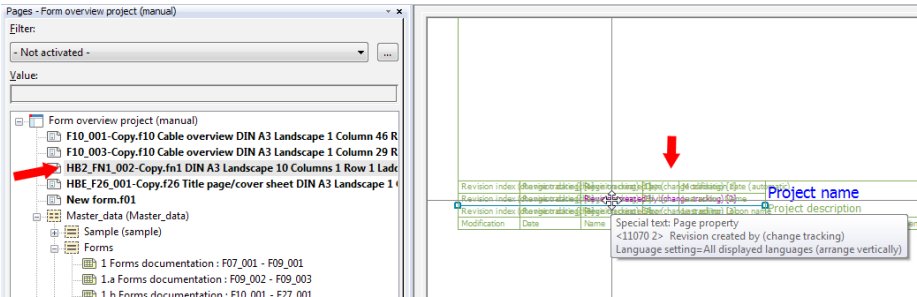 Pages - Form overview project (manual)
Filter:
- Not activated -
...
Value:
Form overview project (manual)
F10_001-Copy.f10 Cable overview DIN A3 Landscape 1 Column 46 R
F10_003-Copy.f10 Cable overview DIN A3 Landscape 1 Column 29 R
HB2_FN1_002-Copy.fn1 DIN A3 Landscape 10 Columns 1 Row 1 Ladd
HBE_F26_001-Copy.f26 Title page/cover sheet DIN A3 Landscape 1
New form.f01
Master_data (Master_data)
Sample (sample)
Forms
1 Forms documentation : F07_001 - F09_001
1.a Forms documentation : F09_002 - F09_003
1.b Forms documentation : F10_001 - F27_001
Revision index
Revision index
Revision index
Modification Date Name
Project name
Project description
Special text: Page property
<11070 2> Revision created by (change tracking)
Language setting=All displayed languages (arrange vertically)